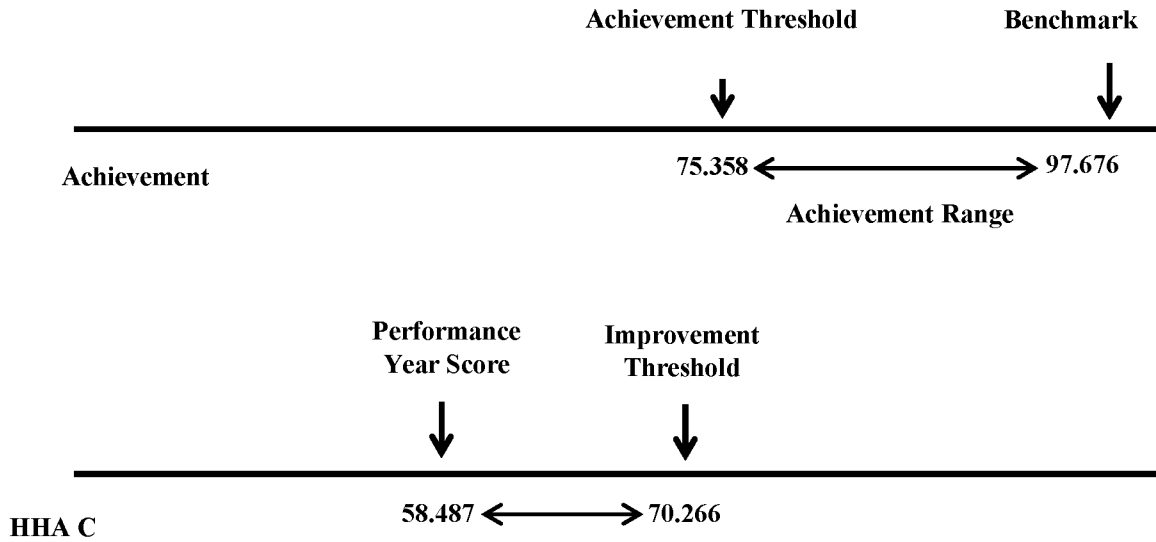 Achievement Threshold
Benchmark
Achievement
75.358
97.676
Achievement Range
Performance
Year Score
Improvement
Threshold
58.487
70.266
HHA C